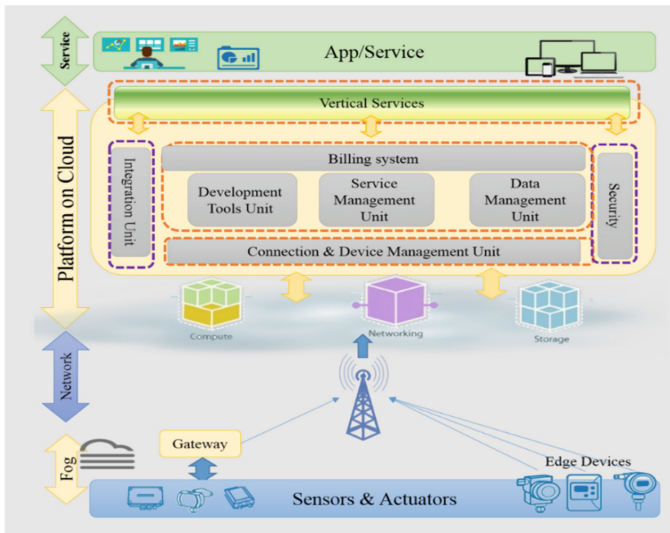 Service
App/Service
Platform on Cloud
Vertical Services
Integration Unit
Billing system
Development
Tools Unit
Service
Management
Unit
Data
Management
Unit
Security
Connection & Device Management Unit
Compute
Networking
Storage
Network
Fog
Gateway
Edge Devices
Sensors & Actuators